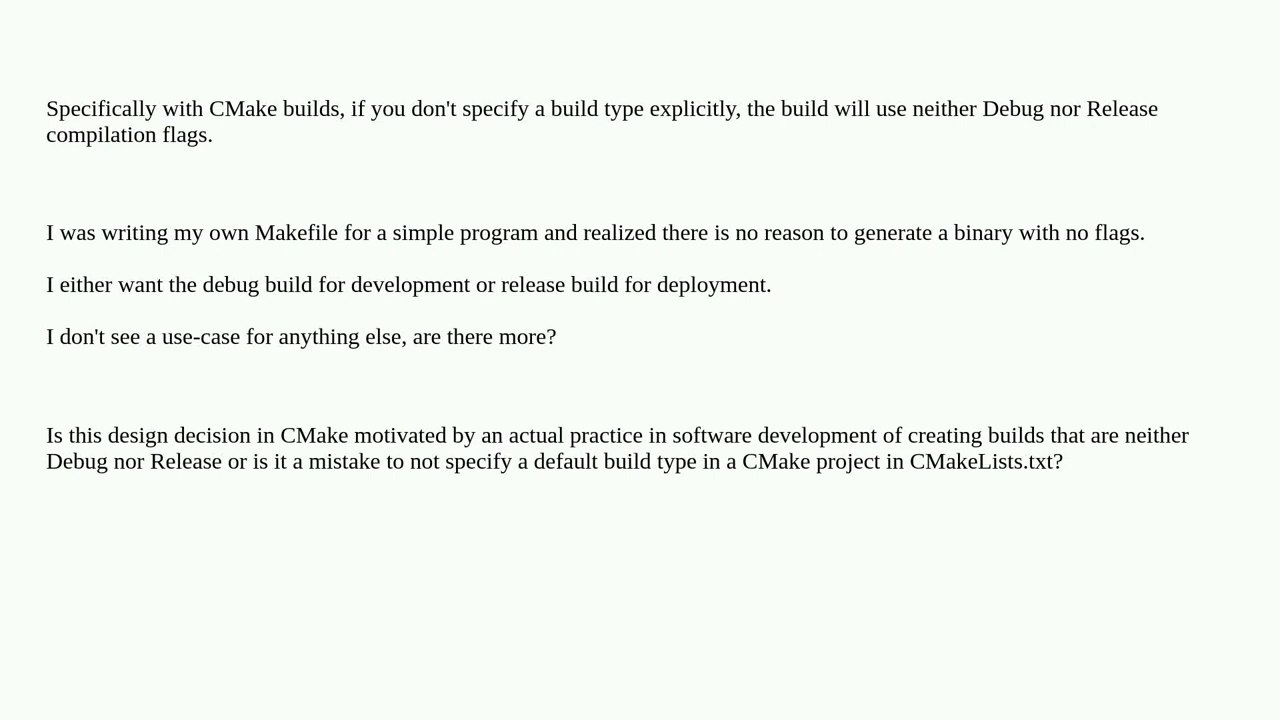 Specifically with CMake builds, if you don't specify a build type explicitly, the build will use neither Debug nor Release
compilation flags.
I was writing my own Makefile for a simple program and realized there is no reason to generate a binary with no flags.
I either want the debug build for development or release build for deployment.
I don't see a use-case for anything else, are there more?
Is this design decision in CMake motivated by an actual practice in software development of creating builds that are neither
Debug nor Release or is it a mistake to not specify a default build type in a CMake project in CMakeLists.txt?